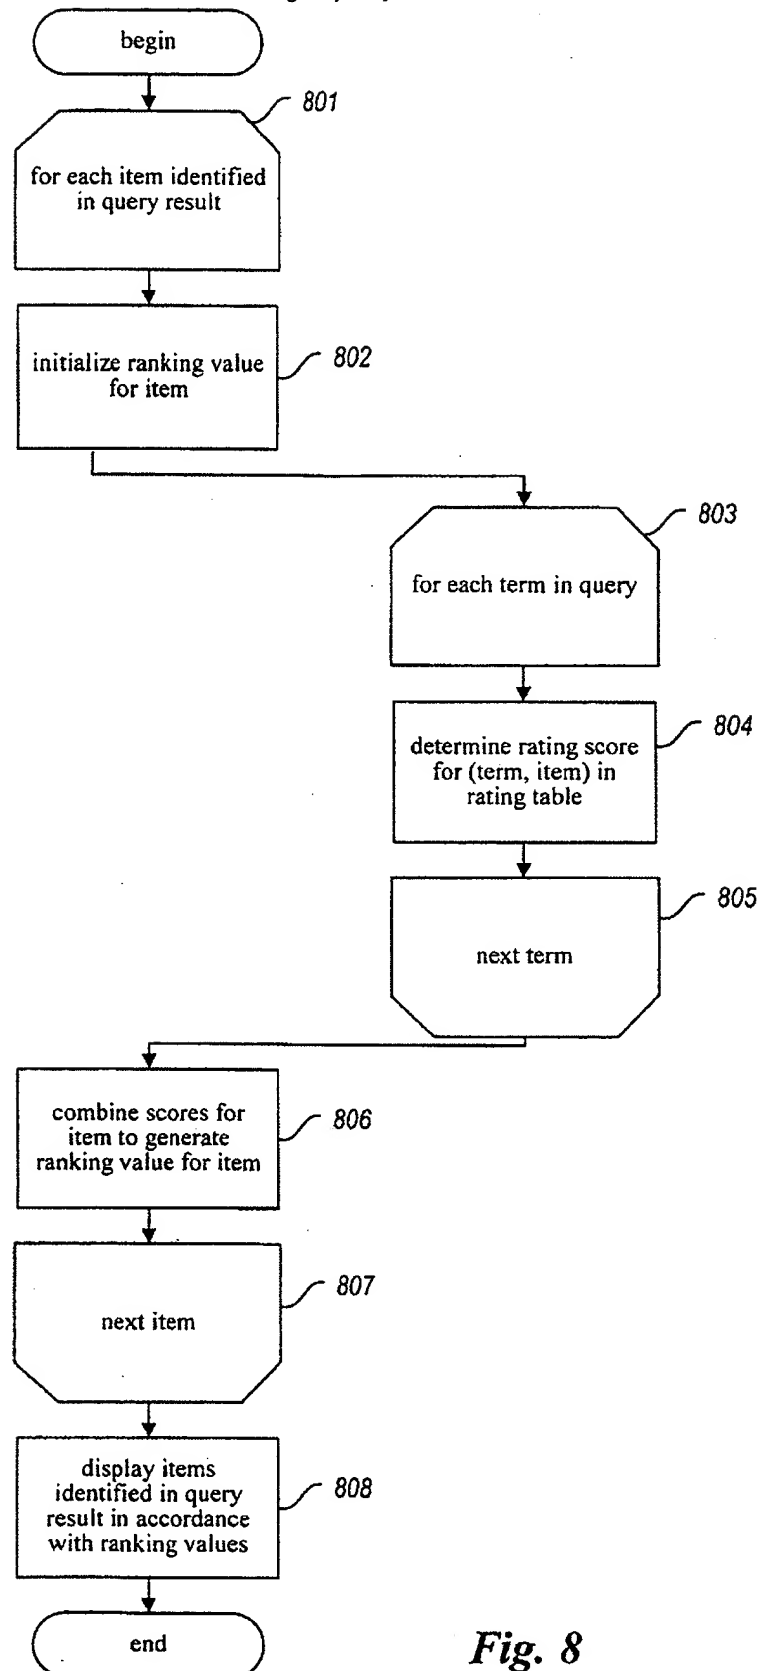 begin
801
for each item identified
in query result
initialize ranking value
for item
802
803
for each term in query
804
determine rating score
for (term, item) in
rating table
805
next term
combine scores for
item to generate
ranking value for item
806
next item
807
display items
identified in query
result in accordance
with ranking values
808
end
Fig. 8